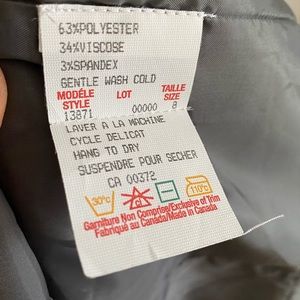 63%POLYESTER
34%VISCOSE
3%SPANDEX
GENTLE WASH COLD
MODÈLE LOT TAILLE
STYLE SIZE
13871 00000 8
LAVER A LA MACHINE
CYCLE DELICAT
HANG TO DRY
SUSPENDRE POUR SECHER
CA 00372
30°C 110°C
Garniture Non Comprise/Exclusive of Trim
Fabriqué au Canada/Made in Canada